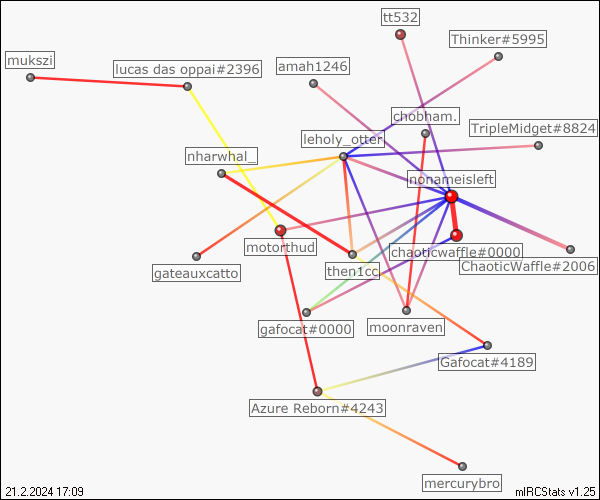 tt532
Thinker#5995
mukszi
lucas das oppai#2396
amah1246
chobham.
TripleMidget#8824
leholy_otter
nharwhal_
nonameisleft
motorthud
chaoticwaffle#0000
ChaoticWaffle#2006
gateauxcatto
then1cc
gafocat#0000
moonraven
Gafocat#4189
Azure Reborn#4243
mercurybro
21.2.2024 17:09
mIRCStats v1.25